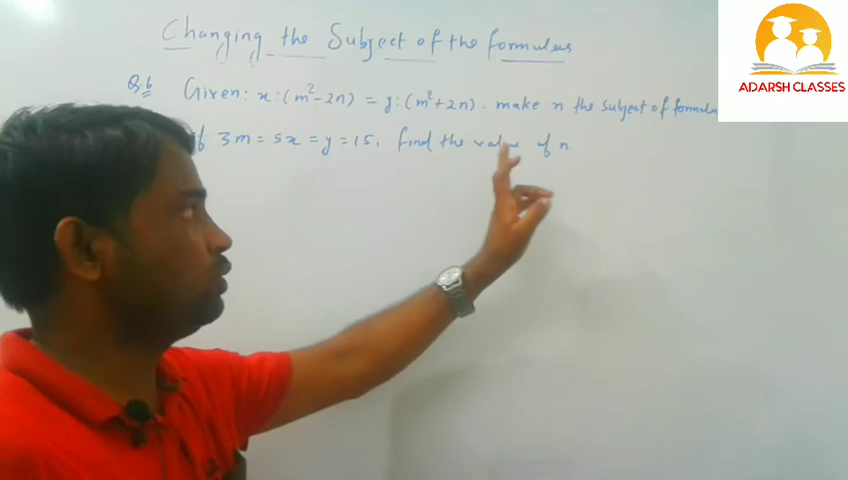 Changing the Subject of the formulas
Q.6 Given: x : (m² - 2n) = y : (m² + 2n). make n the subject of formula
If 3m = 5x = y = 15, find the value of n.
ADARSH CLASSES